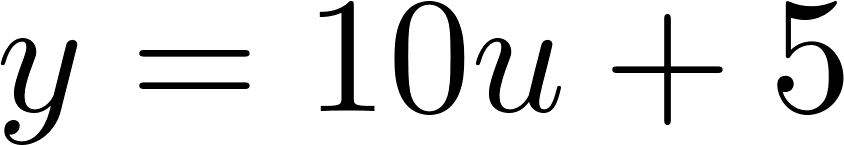 y = 10u + 5